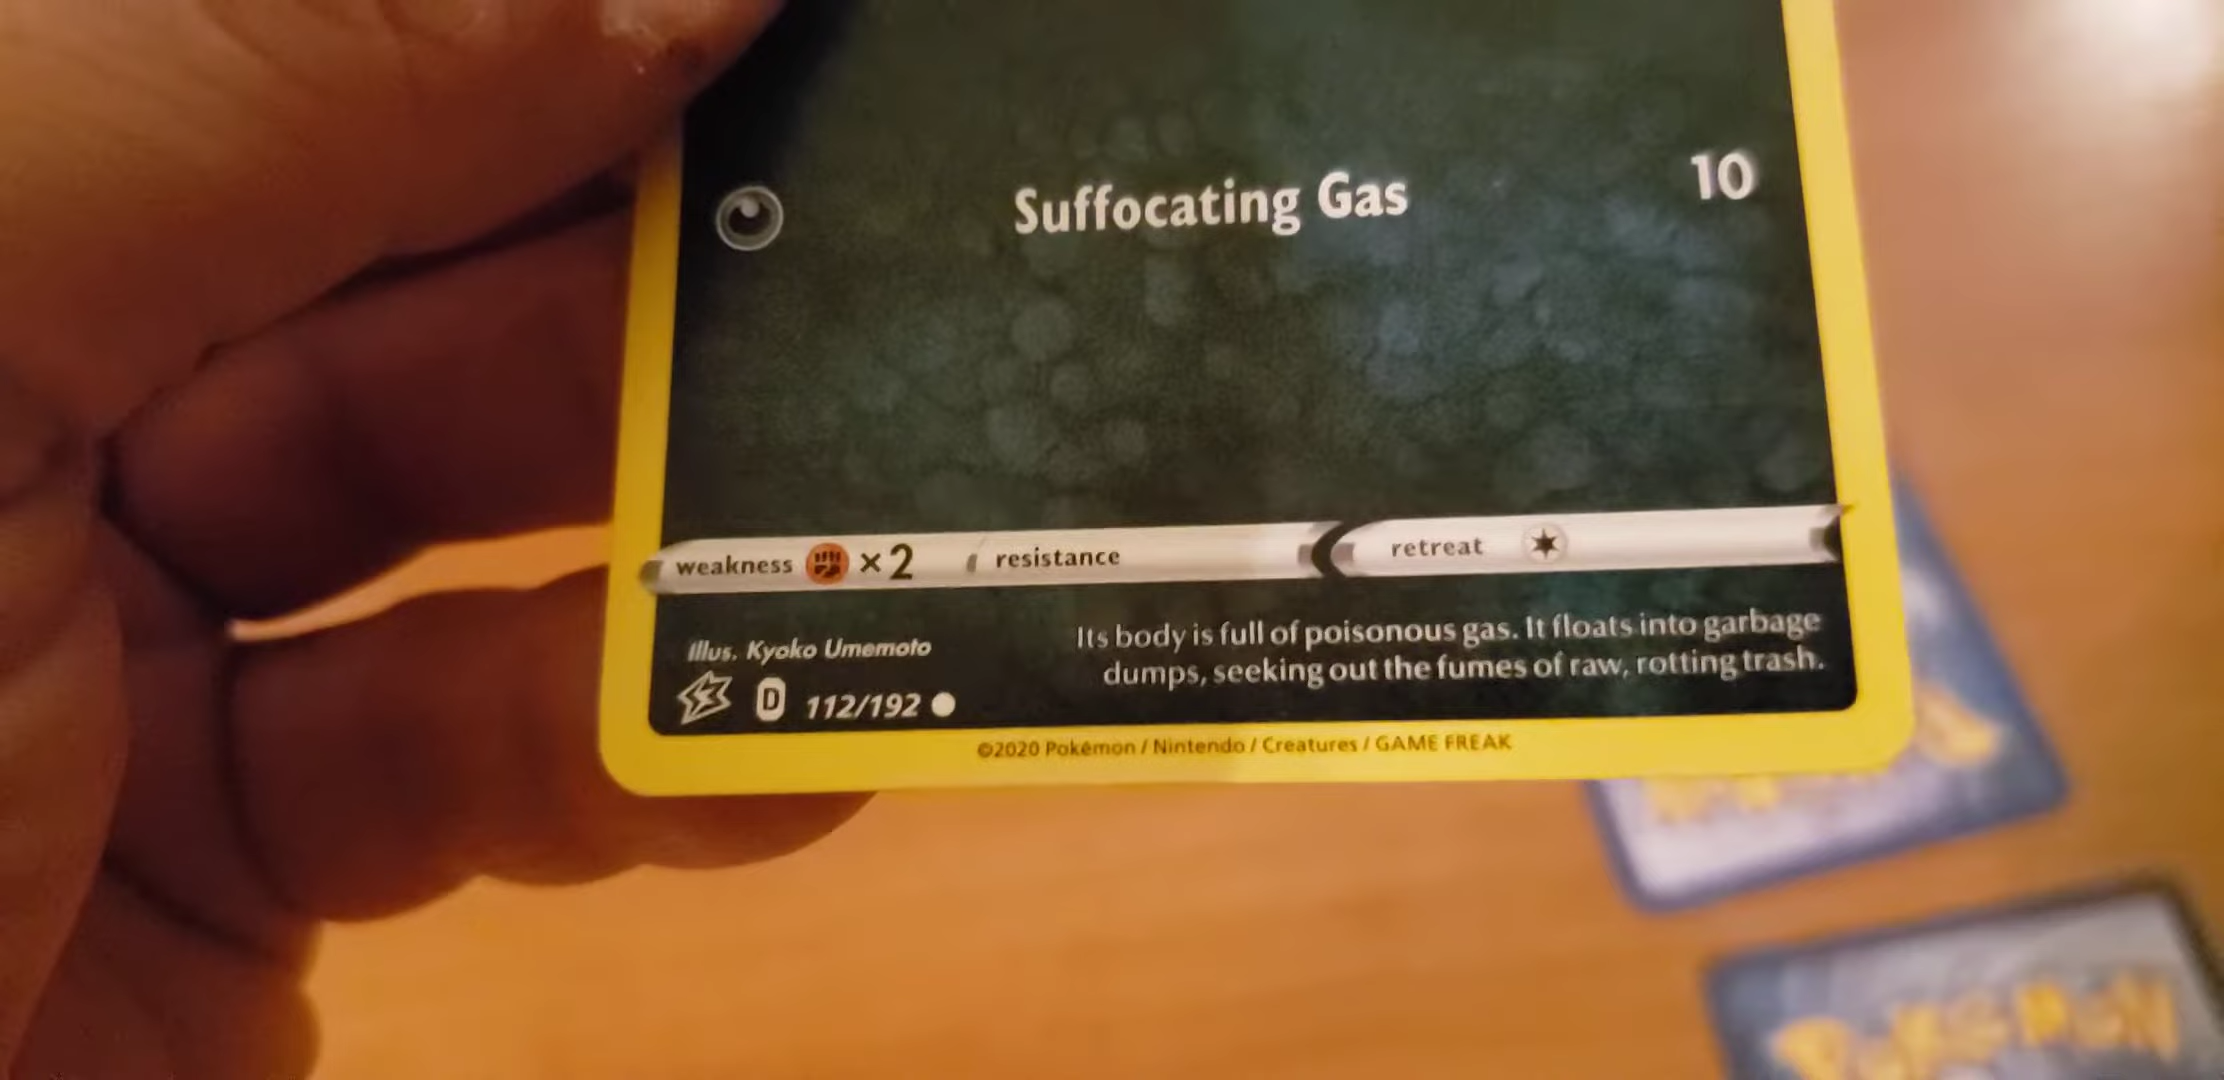 Suffocating Gas 10
weakness ×2 resistance retreat
Illus. Kyoko Umemoto
Its body is full of poisonous gas. It floats into garbage
dumps, seeking out the fumes of raw, rotting trash.
D 112/192
©2020 Pokémon / Nintendo / Creatures / GAME FREAK
POKéMON